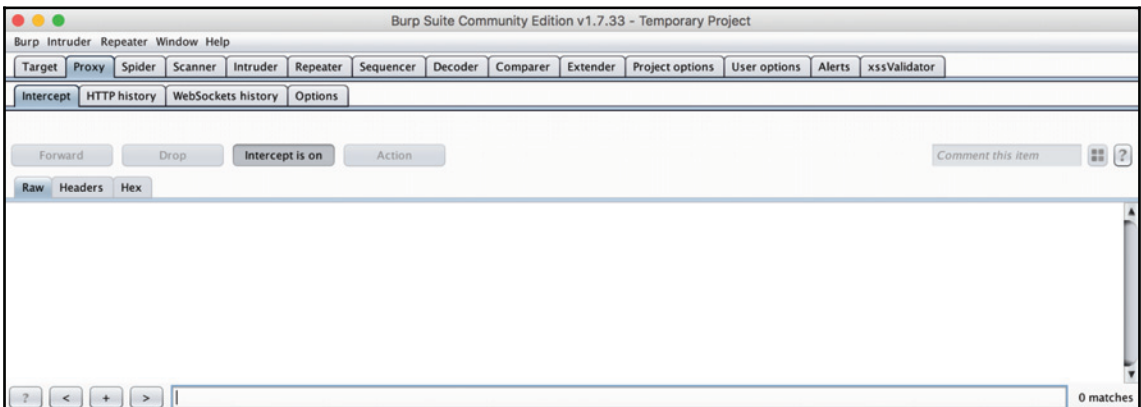 Burp Suite Community Edition v1.7.33 - Temporary Project
Burp Intruder Repeater Window Help
Target Proxy Spider Scanner Intruder Repeater Sequencer Decoder Comparer Extender Project options User options Alerts xssValidator
Intercept HTTP history WebSockets history Options
Forward Drop Intercept is on Action Comment this item ?
Raw Headers Hex
? < + > 0 matches